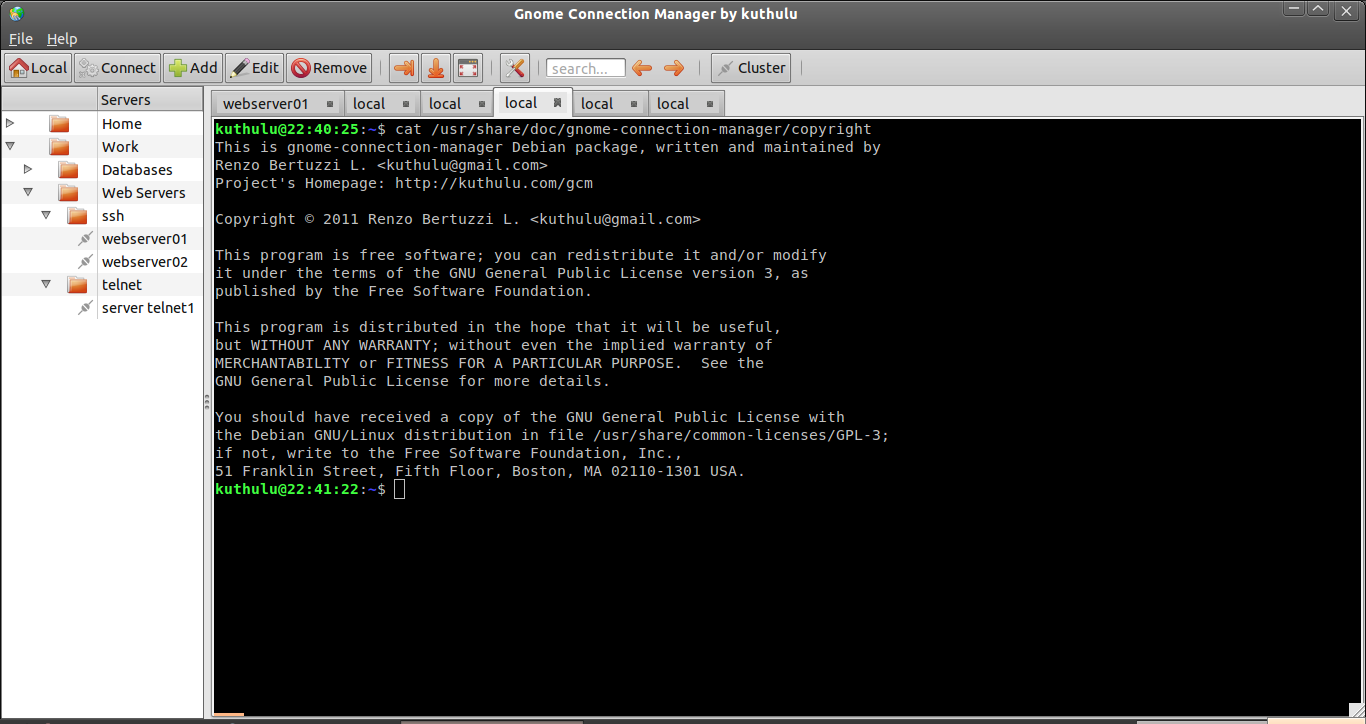 Gnome Connection Manager by kuthulu
File Help
Local Connect Add Edit Remove search... Cluster
Servers
Home
Work
Databases
Web Servers
ssh
webserver01
webserver02
telnet
server telnet1
webserver01 local local local local local
kuthulu@22:40:25:~$ cat /usr/share/doc/gnome-connection-manager/copyright
This is gnome-connection-manager Debian package, written and maintained by
Renzo Bertuzzi L. <kuthulu@gmail.com>
Project's Homepage: http://kuthulu.com/gcm
Copyright © 2011 Renzo Bertuzzi L. <kuthulu@gmail.com>
This program is free software; you can redistribute it and/or modify
it under the terms of the GNU General Public License version 3, as
published by the Free Software Foundation.
This program is distributed in the hope that it will be useful,
but WITHOUT ANY WARRANTY; without even the implied warranty of
MERCHANTABILITY or FITNESS FOR A PARTICULAR PURPOSE.  See the
GNU General Public License for more details.
You should have received a copy of the GNU General Public License with
the Debian GNU/Linux distribution in file /usr/share/common-licenses/GPL-3;
if not, write to the Free Software Foundation, Inc.,
51 Franklin Street, Fifth Floor, Boston, MA 02110-1301 USA.
kuthulu@22:41:22:~$